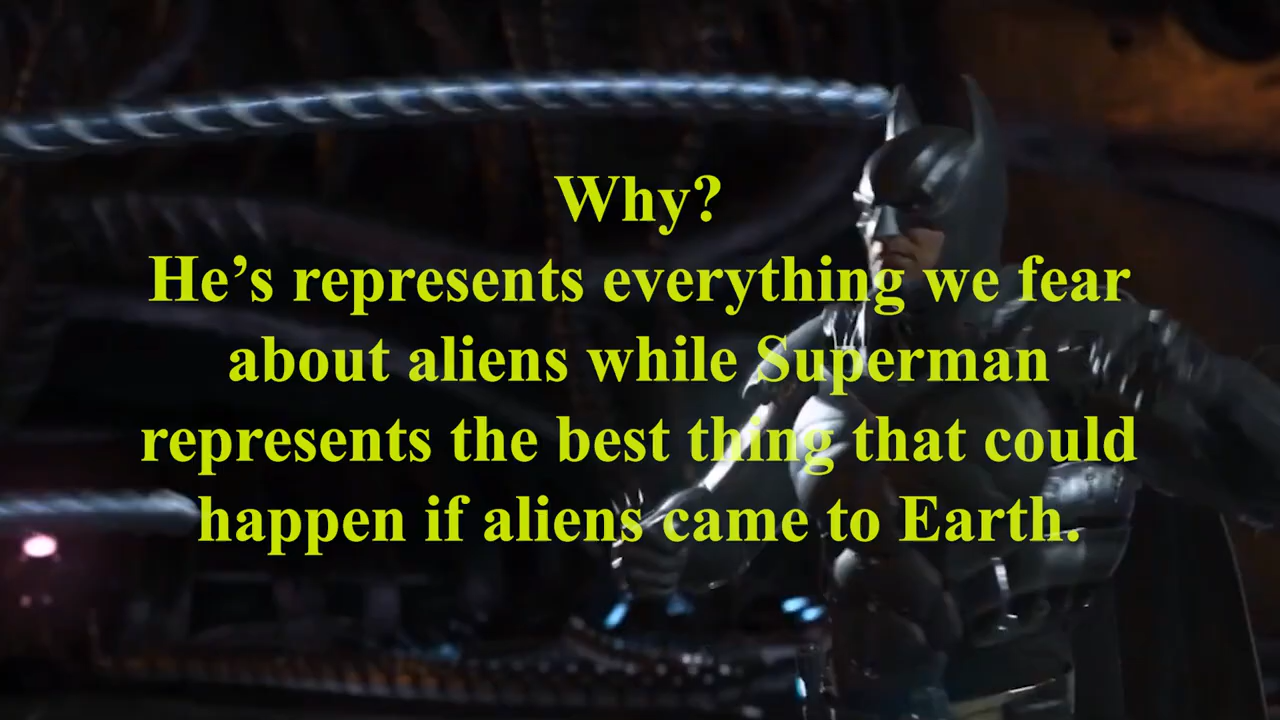 Why?
He’s represents everything we fear
about aliens while Superman
represents the best thing that could
happen if aliens came to Earth.